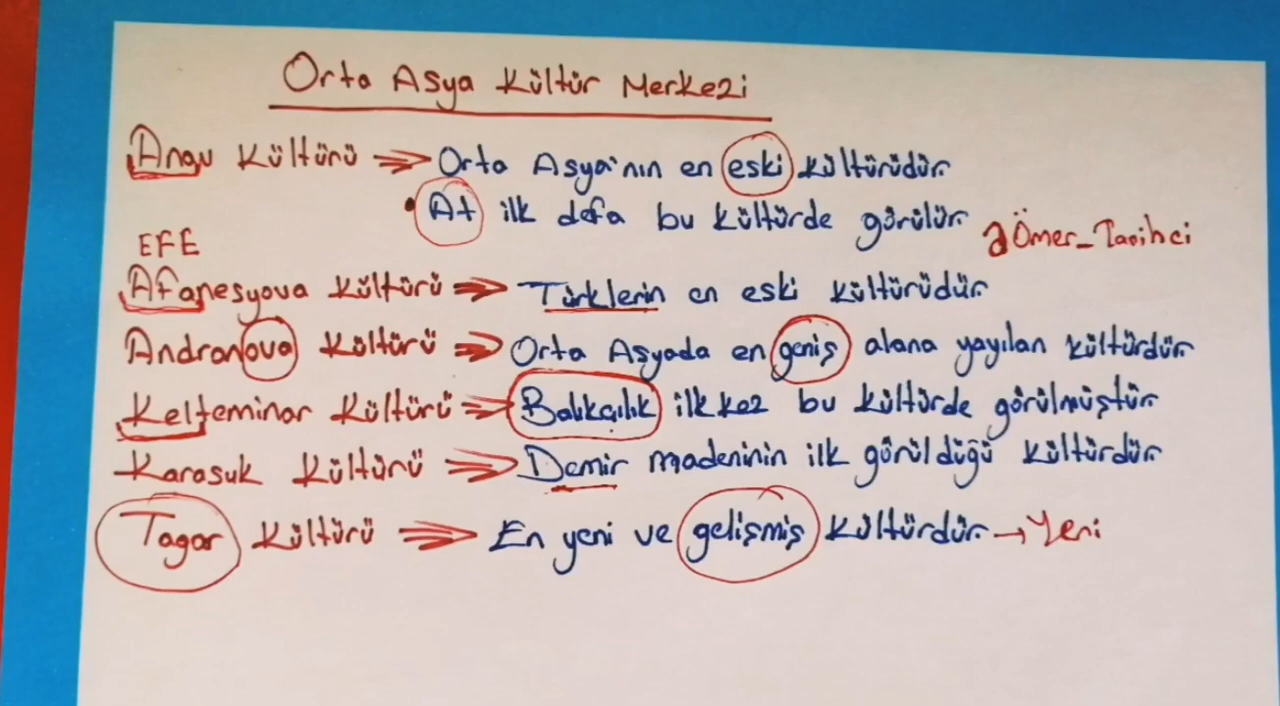 Orta Asya Kültür Merkezi
Anav Kültürü ⇒ Orta Asya'nın en eski kültürüdür
• At ilk defa bu kültürde görülür
@Ömer_Tarihci
EFE
Afanesyova Kültürü ⇒ Türklerin en eski kültürüdür
Andranova Kültürü ⇒ Orta Asyada en geniş alana yayılan kültürdür
Kelteminar Kültürü ⇒ Balıkçılık ilk kez bu kültürde görülmüştür
Karasuk Kültürü ⇒ Demir madeninin ilk görüldüğü kültürdür
Tagar Kültürü ⇒ En yeni ve gelişmiş kültürdür → Yeni